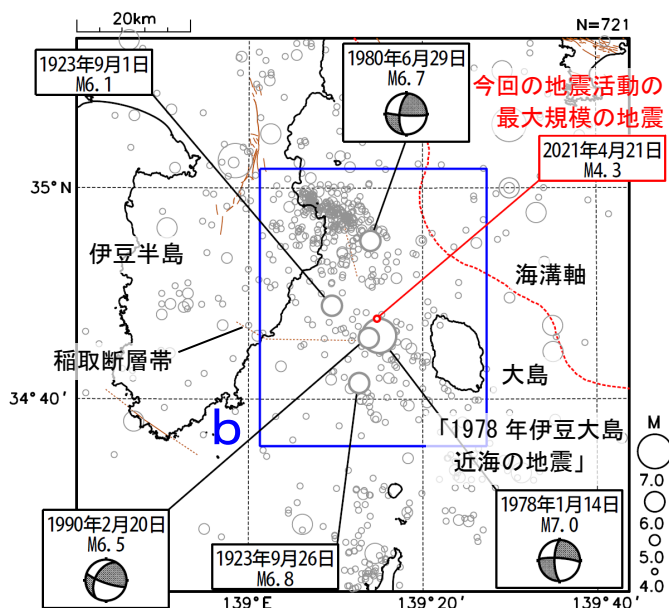 20km
N=721
1923年9月1日
M6.1
1980年6月29日
M6.7
今回の地震活動の
最大規模の地震
2021年4月21日
M4.3
35°N
伊豆半島
海溝軸
稲取断層帯
大島
34°40'
b
「1978年伊豆大島
近海の地震」
M
7.0
6.0
5.0
4.0
1990年2月20日
M6.5
1923年9月26日
M6.8
1978年1月14日
M7.0
139°E
139°20'
139°40'